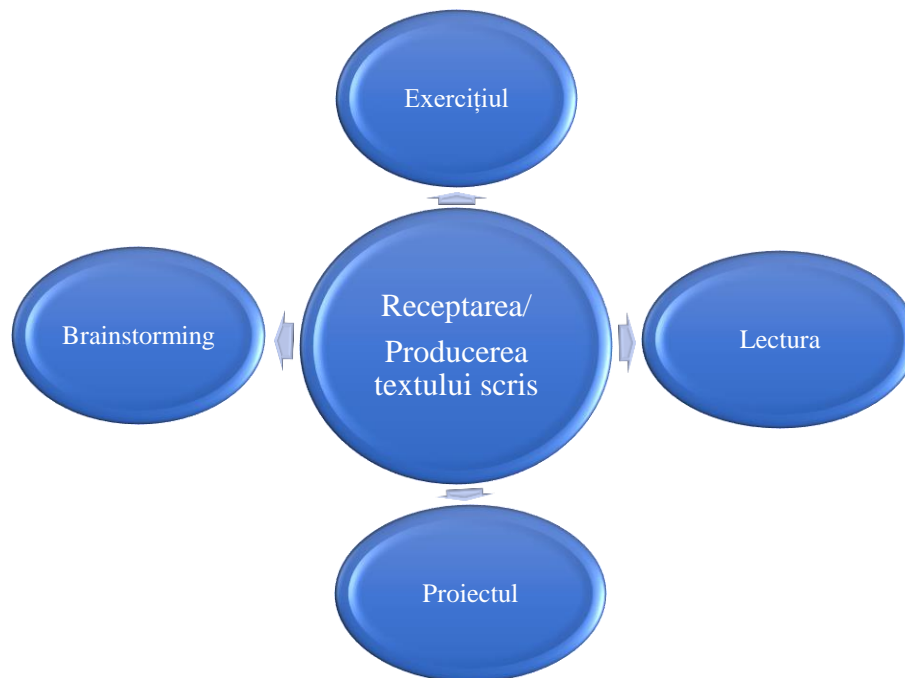 Exercițiul
Brainstorming
Receptarea/
Producerea
textului scris
Lectura
Proiectul